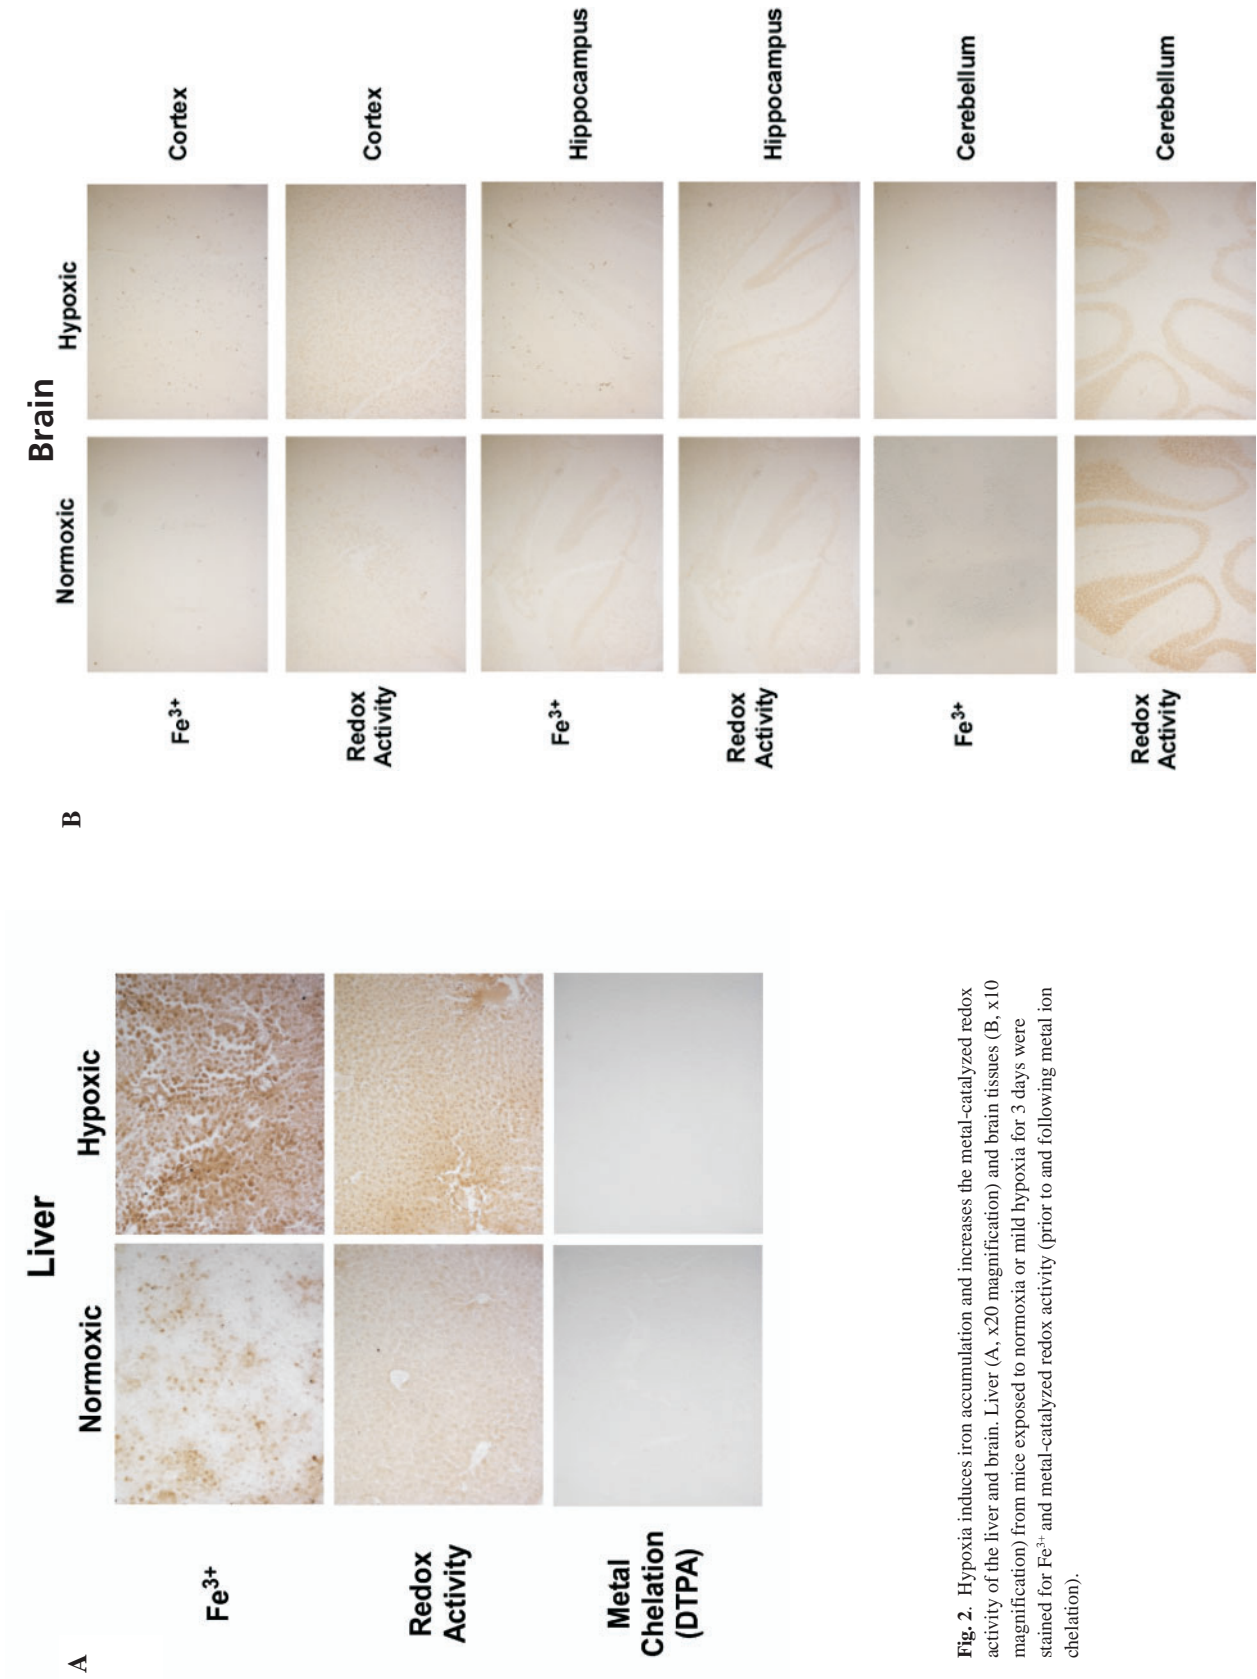 A
Liver
Normoxic Hypoxic
Fe3+
Redox
Activity
Metal
Chelation
(DTPA)
B
Brain
Normoxic Hypoxic
Fe3+ Cortex
Redox
Activity Cortex
Fe3+ Hippocampus
Redox
Activity Hippocampus
Fe3+ Cerebellum
Redox
Activity Cerebellum
Fig. 2. Hypoxia induces iron accumulation and increases the metal-catalyzed redox
activity of the liver and brain. Liver (A, x20 magnification) and brain tissues (B, x10
magnification) from mice exposed to normoxia or mild hypoxia for 3 days were
stained for Fe3+ and metal-catalyzed redox activity (prior to and following metal ion
chelation).